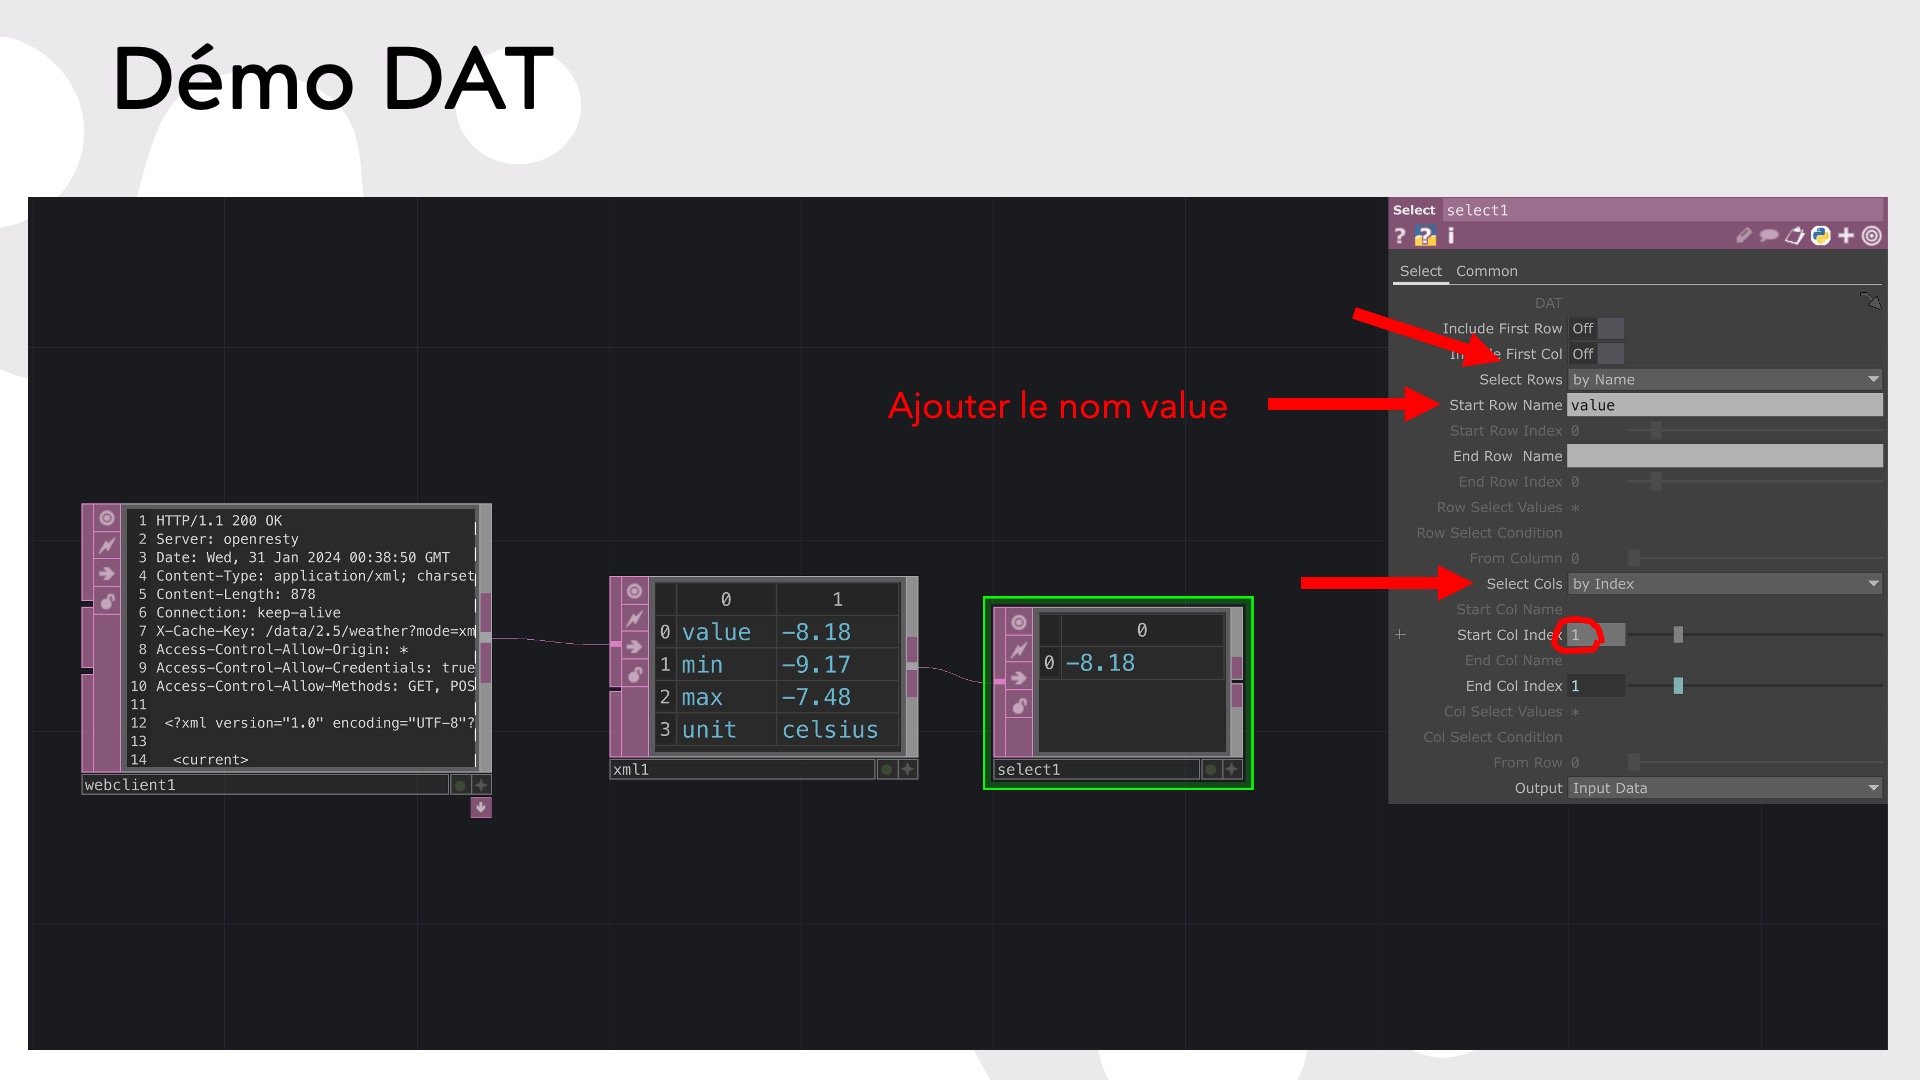 Démo DAT
Select select1
? ? i
Select Common
DAT
Include First Row Off
First Col Off
Select Rows by Name
Ajouter le nom value
Start Row Name value
Start Row Index 0
End Row Name
End Row Index 0
Row Select Values *
Row Select Condition
From Column 0
Select Cols by Index
Start Col Name
+ Start Col Index 1
End Col Name
End Col Index 1
Col Select Values *
Col Select Condition
From Row 0
Output Input Data
1 HTTP/1.1 200 OK
2 Server: openresty
3 Date: Wed, 31 Jan 2024 00:38:50 GMT
4 Content-Type: application/xml; charset
5 Content-Length: 878
6 Connection: keep-alive
7 X-Cache-Key: /data/2.5/weather?mode=xm
8 Access-Control-Allow-Origin: *
9 Access-Control-Allow-Credentials: true
10 Access-Control-Allow-Methods: GET, POS
11
12 <?xml version="1.0" encoding="UTF-8"?
13
14 <current>
webclient1
0 1
0 value -8.18
1 min -9.17
2 max -7.48
3 unit celsius
xml1
0
0 -8.18
select1